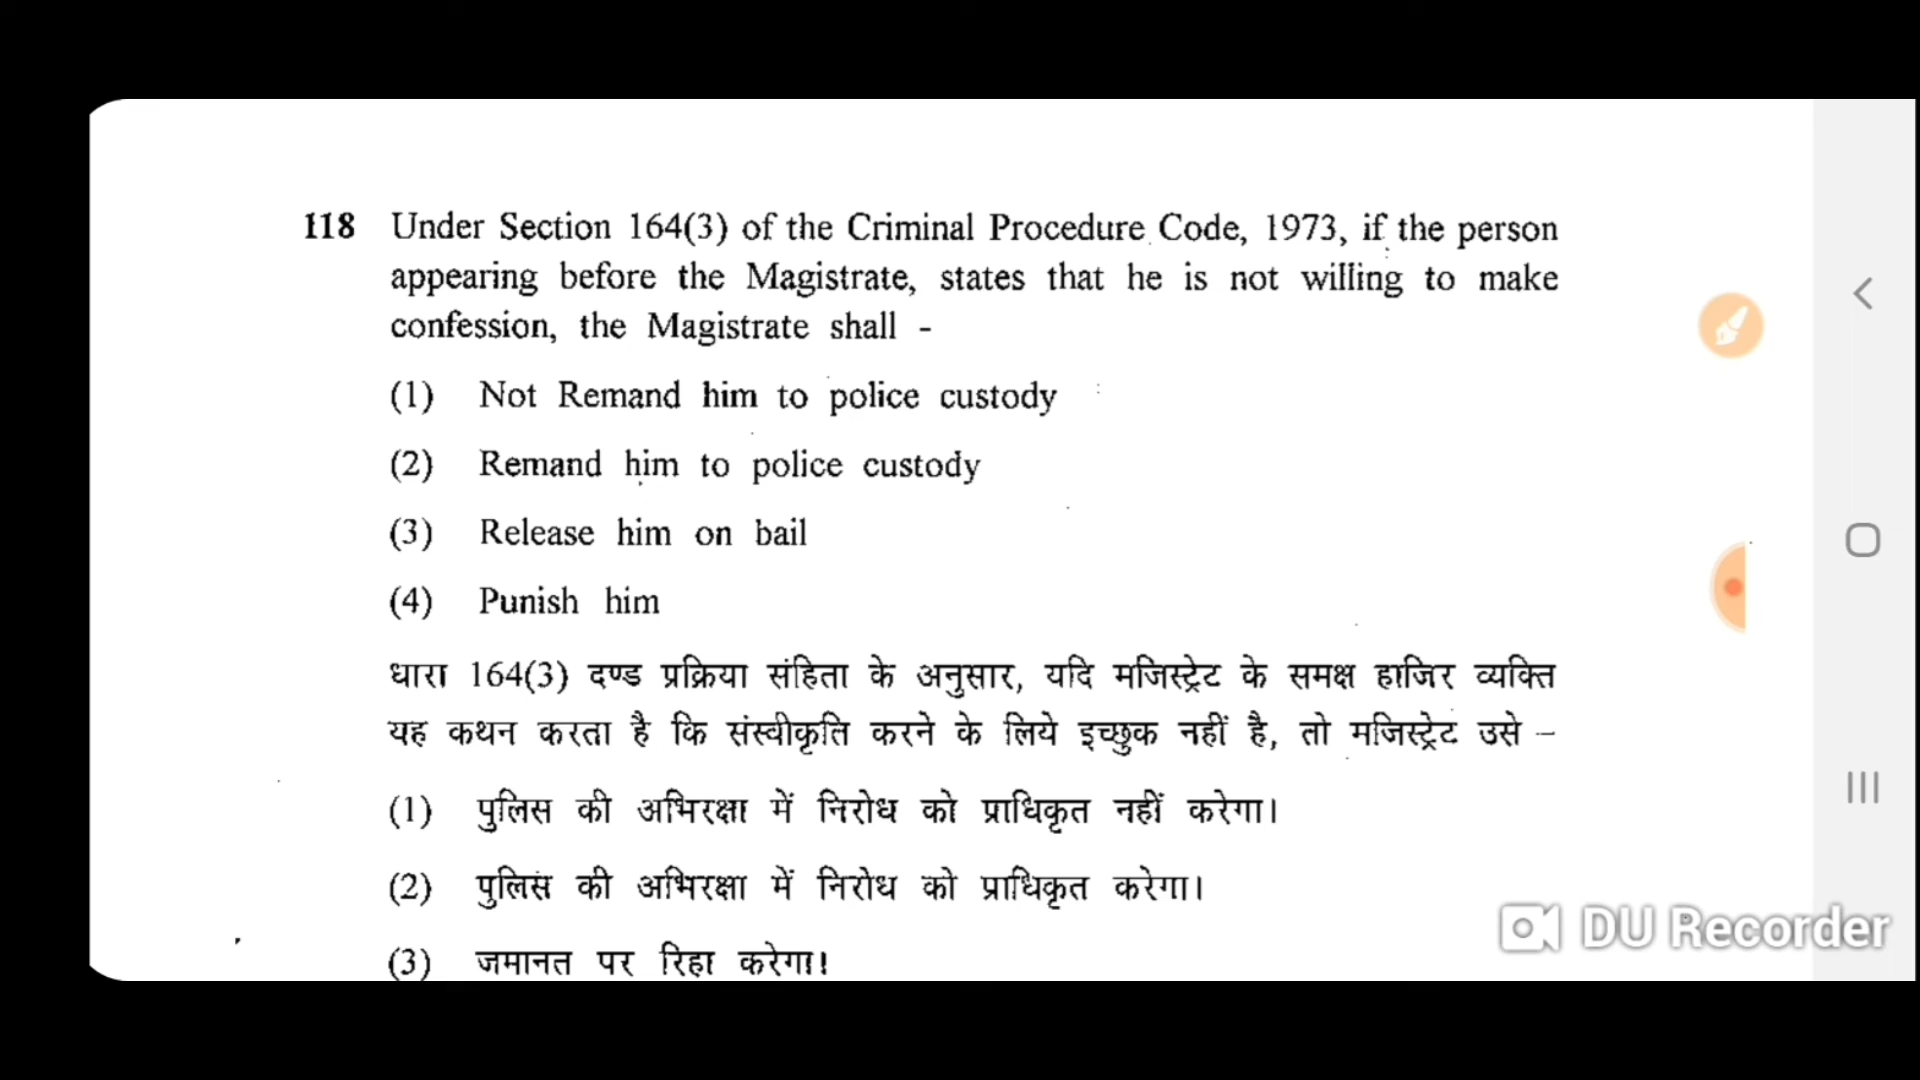 118 Under Section 164(3) of the Criminal Procedure Code, 1973, if the person
appearing before the Magistrate, states that he is not willing to make
confession, the Magistrate shall -
(1) Not Remand him to police custody
(2) Remand him to police custody
(3) Release him on bail
(4) Punish him
धारा 164(3) दण्ड प्रक्रिया संहिता के अनुसार, यदि मजिस्ट्रेट के समक्ष हाजिर व्यक्ति
यह कथन करता है कि संस्वीकृति करने के लिये इच्छुक नहीं है, तो मजिस्ट्रेट उसे –
(1) पुलिस की अभिरक्षा में निरोध को प्राधिकृत नहीं करेगा।
(2) पुलिस की अभिरक्षा में निरोध को प्राधिकृत करेगा।
(3) जमानत पर रिहा करेगा।
DU Recorder